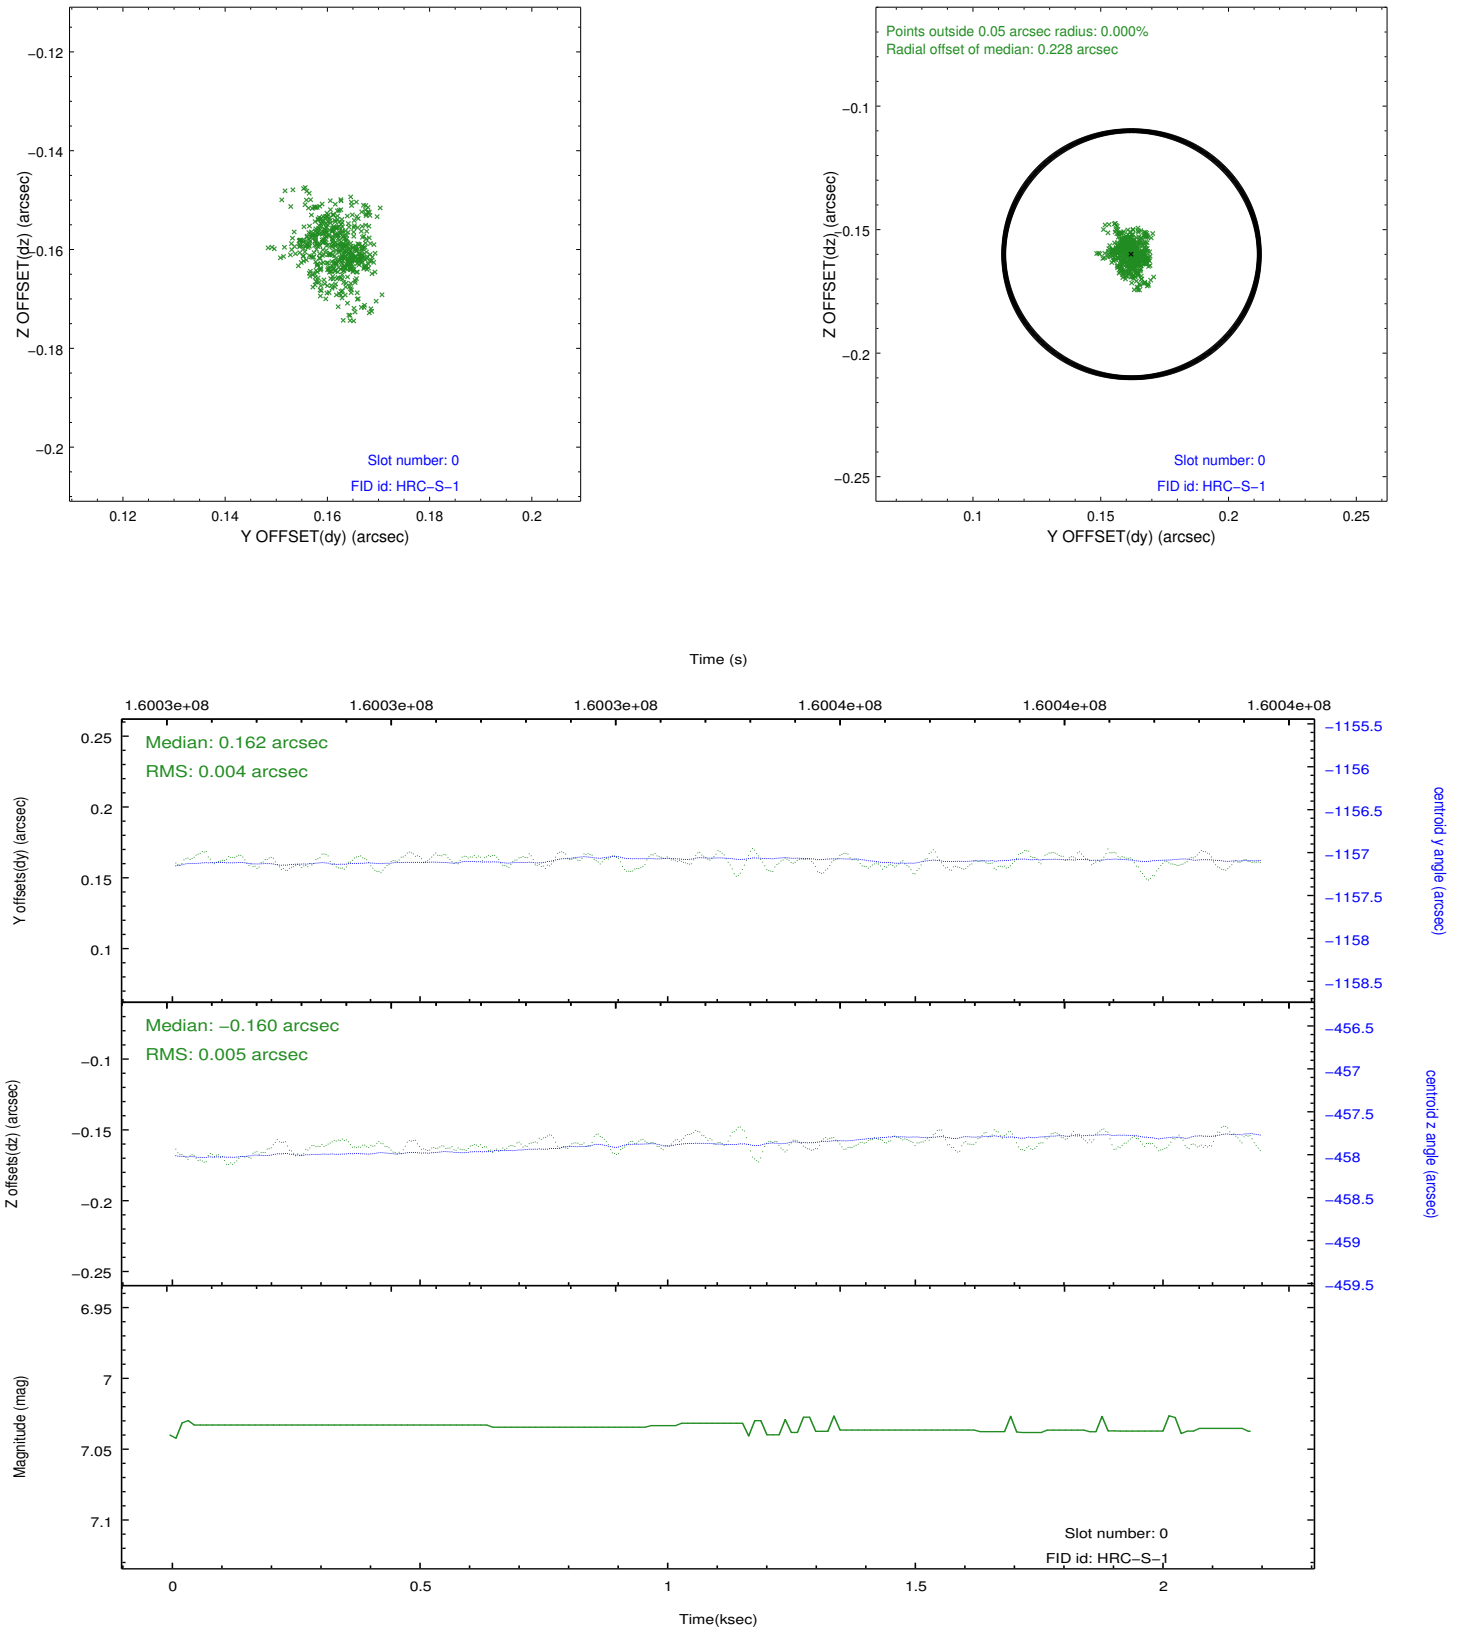 −0.12
−0.14
−0.16
−0.18
−0.2
Z OFFSET(dz) (arcsec)
Slot number: 0
FID id: HRC−S−1
0.12 0.14 0.16 0.18 0.2
Y OFFSET(dy) (arcsec)
Points outside 0.05 arcsec radius: 0.000%
Radial offset of median: 0.228 arcsec
−0.1
−0.15
−0.2
−0.25
Z OFFSET(dz) (arcsec)
Slot number: 0
FID id: HRC−S−1
0.1 0.15 0.2 0.25
Y OFFSET(dy) (arcsec)
Time (s)
1.6003e+08 1.6003e+08 1.6003e+08 1.6004e+08 1.6004e+08 1.6004e+08
Median: 0.162 arcsec
RMS: 0.004 arcsec
0.25
0.2
0.15
0.1
Y offsets(dy) (arcsec)
−1155.5
−1156
−1156.5
−1157
−1157.5
−1158
−1158.5
centroid y angle (arcsec)
Median: −0.160 arcsec
RMS: 0.005 arcsec
−0.1
−0.15
−0.2
−0.25
Z offsets(dz) (arcsec)
−456.5
−457
−457.5
−458
−458.5
−459
−459.5
centroid z angle (arcsec)
6.95
7
7.05
7.1
Magnitude (mag)
Slot number: 0
FID id: HRC−S−1
0 0.5 1 1.5 2
Time(ksec)